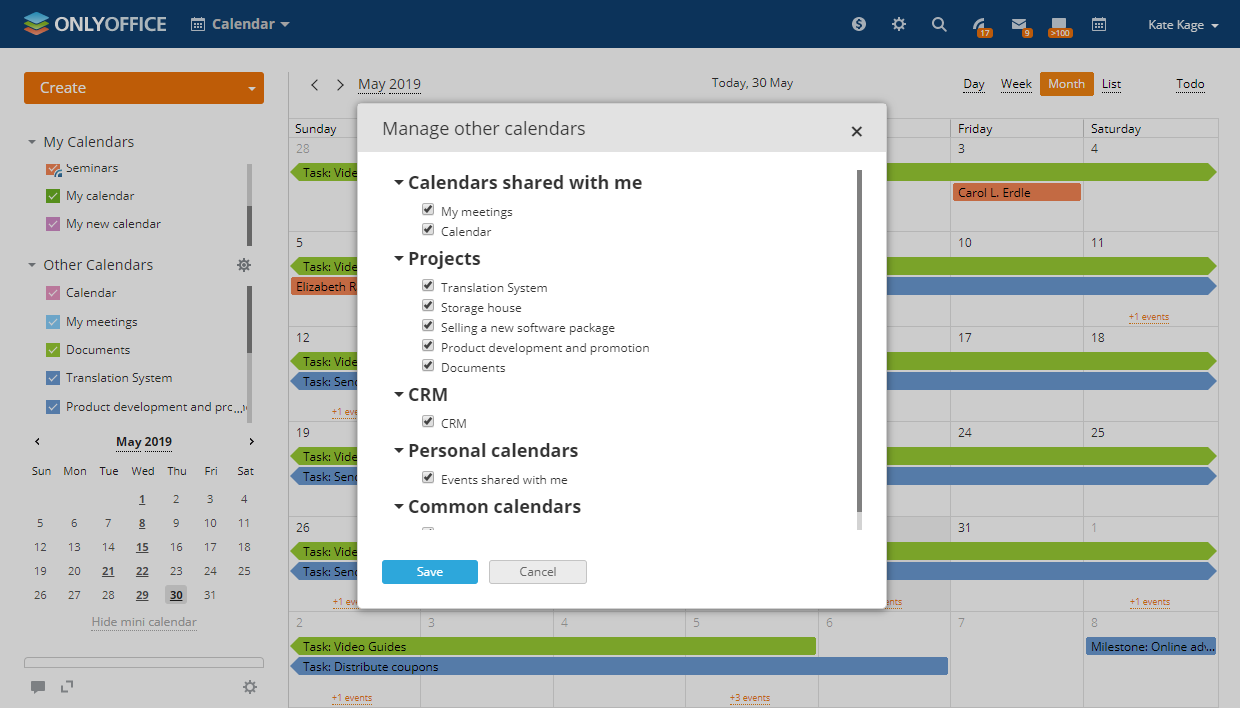 ONLYOFFICE
Calendar
17
9
>100
Kate Kage
Create
May 2019
Today, 30 May
Day
Week
Month
List
Todo
My Calendars
Seminars
My calendar
My new calendar
Other Calendars
Calendar
My meetings
Documents
Translation System
Product development and pro...
May 2019
Sun Mon Tue Wed Thu Fri Sat
1 2 3 4
5 6 7 8 9 10 11
12 13 14 15 16 17 18
19 20 21 22 23 24 25
26 27 28 29 30 31
Hide mini calendar
Manage other calendars
Calendars shared with me
My meetings
Calendar
Projects
Translation System
Storage house
Selling a new software package
Product development and promotion
Documents
CRM
CRM
Personal calendars
Events shared with me
Common calendars
Save
Cancel
Sunday
Friday
Saturday
28
3
4
Task: Vide
Carol L. Erdle
5
10
11
Task: Vide
Elizabeth R
+1 events
12
17
18
Task: Vide
Task: Send
+1 eve
19
24
25
Task: Vide
Task: Send
26
31
1
Task: Vide
Task: Send
+1 eve
ents
+1 events
2
3
4
5
6
7
8
Task: Video Guides
Milestone: Online adv...
Task: Distribute coupons
+1 events
+3 events